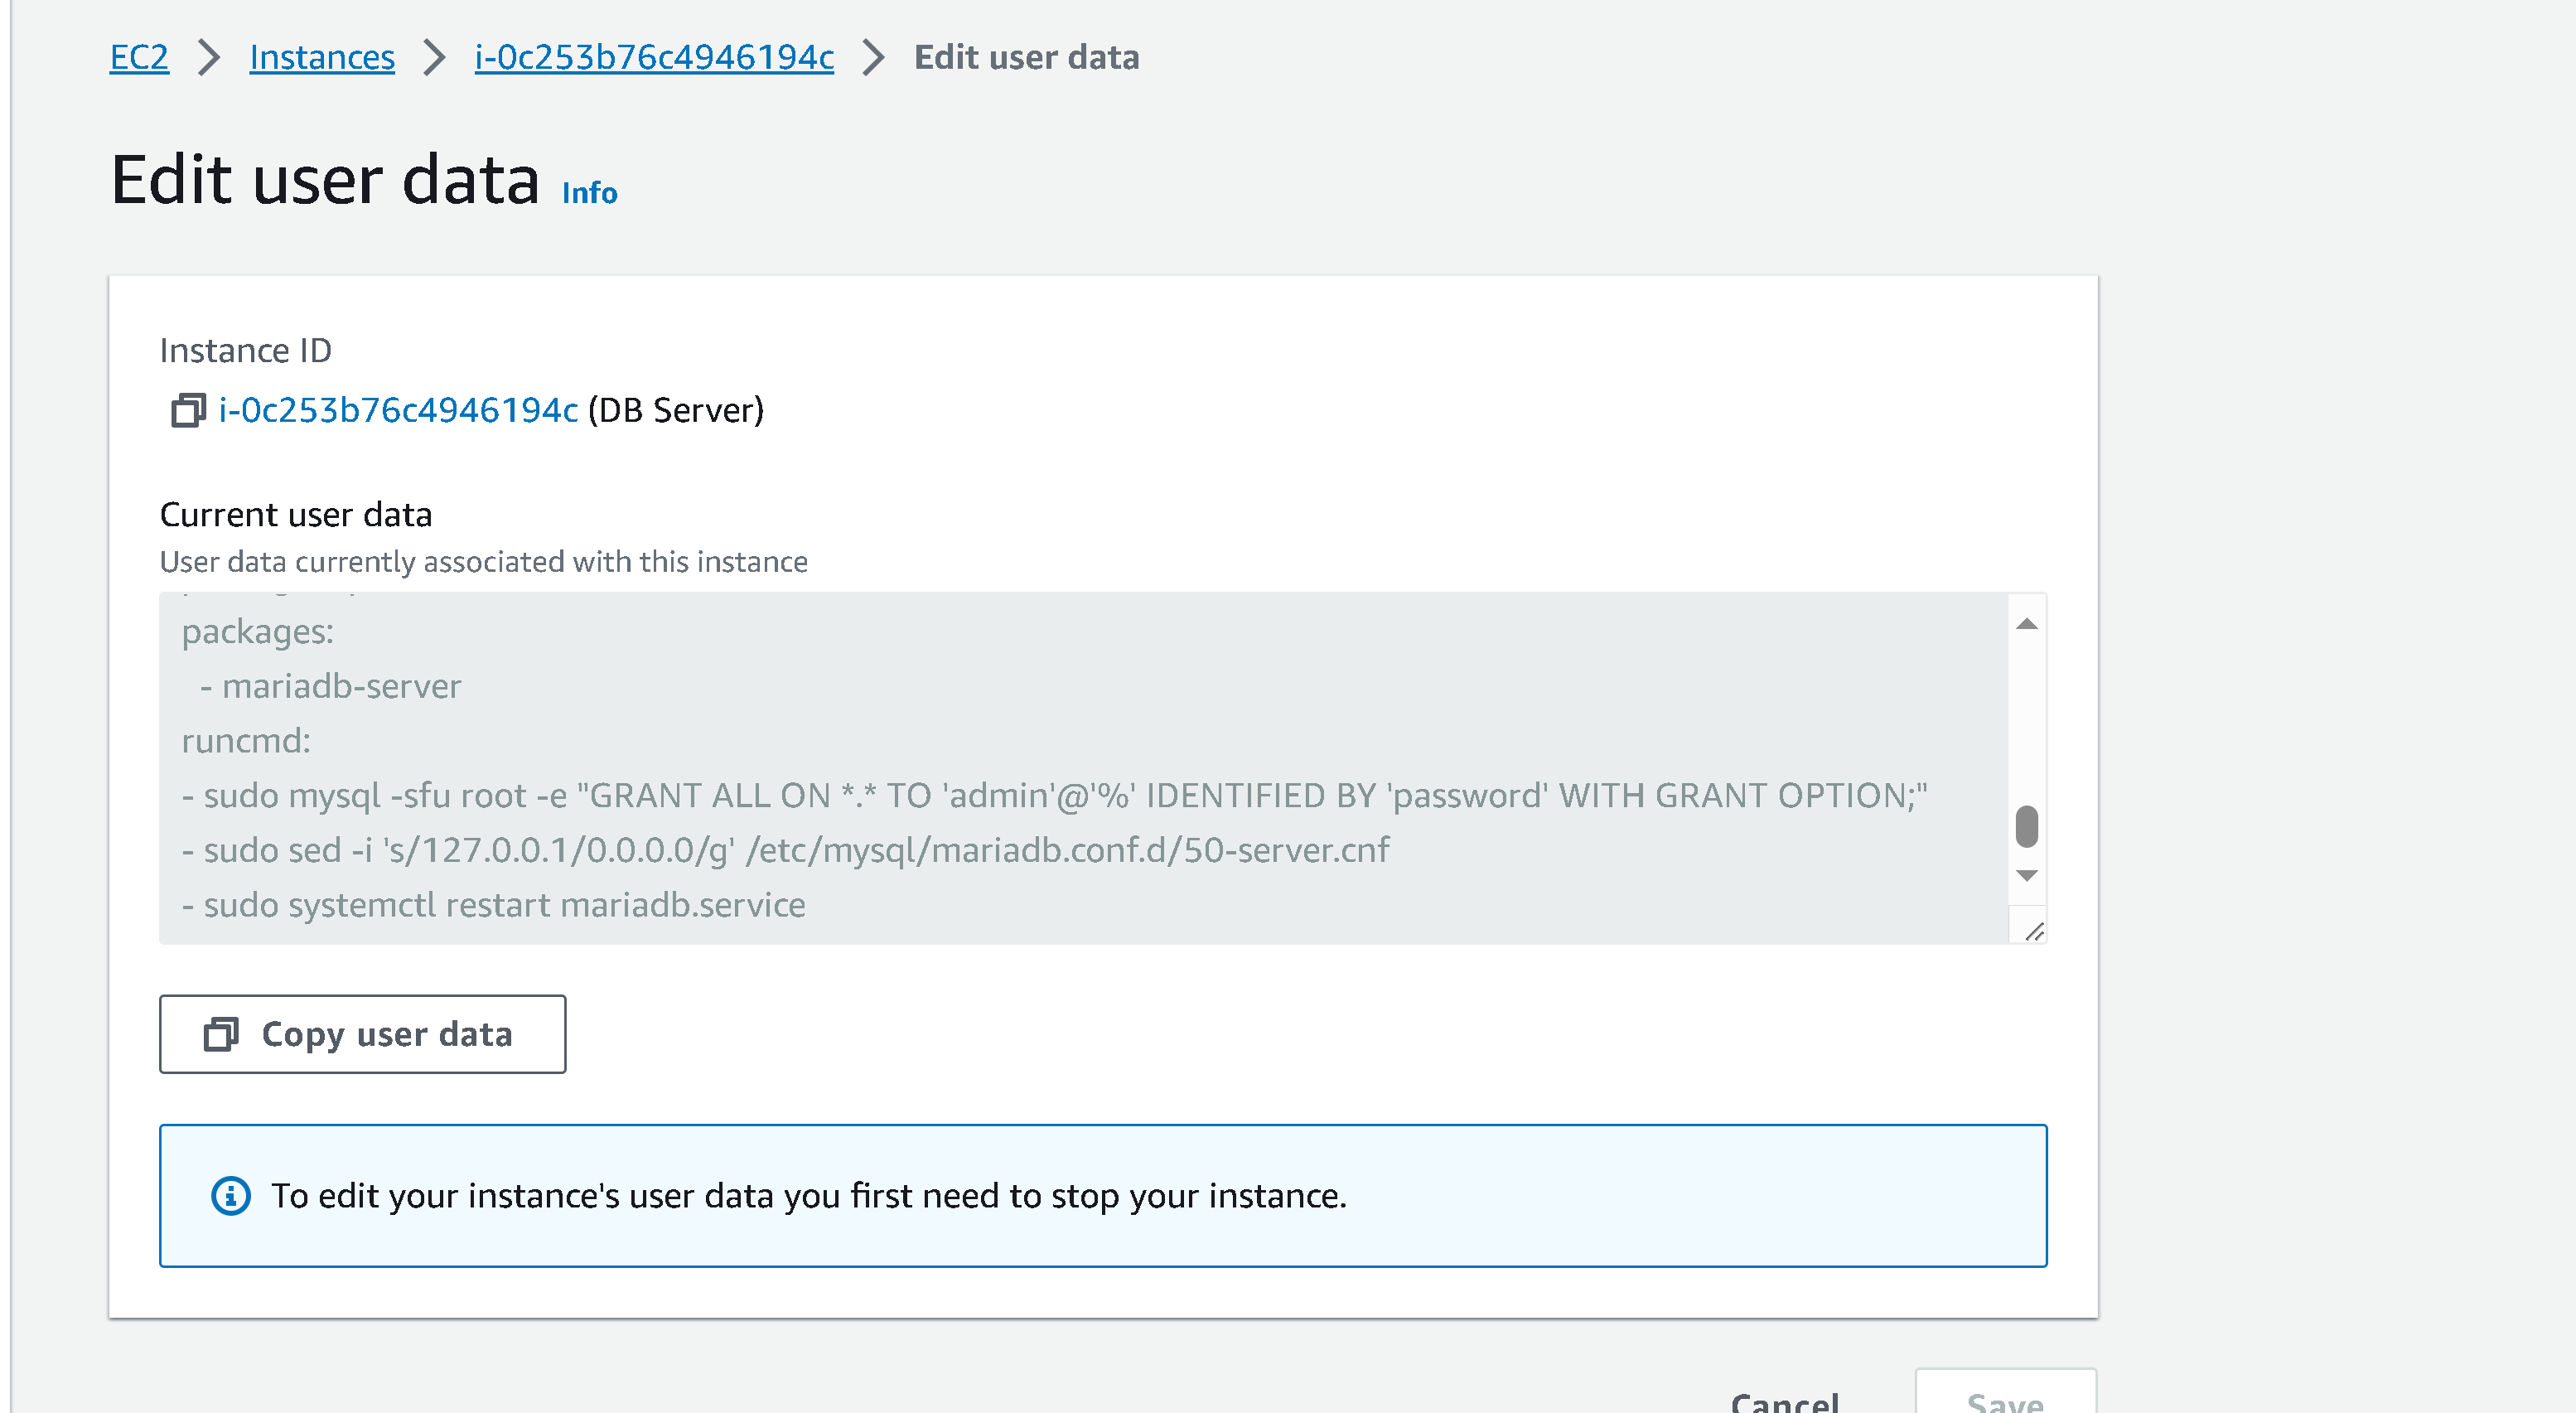 EC2 > Instances > i-0c253b76c4946194c > Edit user data
Edit user data Info
Instance ID
i-0c253b76c4946194c (DB Server)
Current user data
User data currently associated with this instance
packages:
- mariadb-server
runcmd:
- sudo mysql -sfu root -e "GRANT ALL ON *.* TO 'admin'@'%' IDENTIFIED BY 'password' WITH GRANT OPTION;"
- sudo sed -i 's/127.0.0.1/0.0.0.0/g' /etc/mysql/mariadb.conf.d/50-server.cnf
- sudo systemctl restart mariadb.service
Copy user data
To edit your instance's user data you first need to stop your instance.
Cancel Save